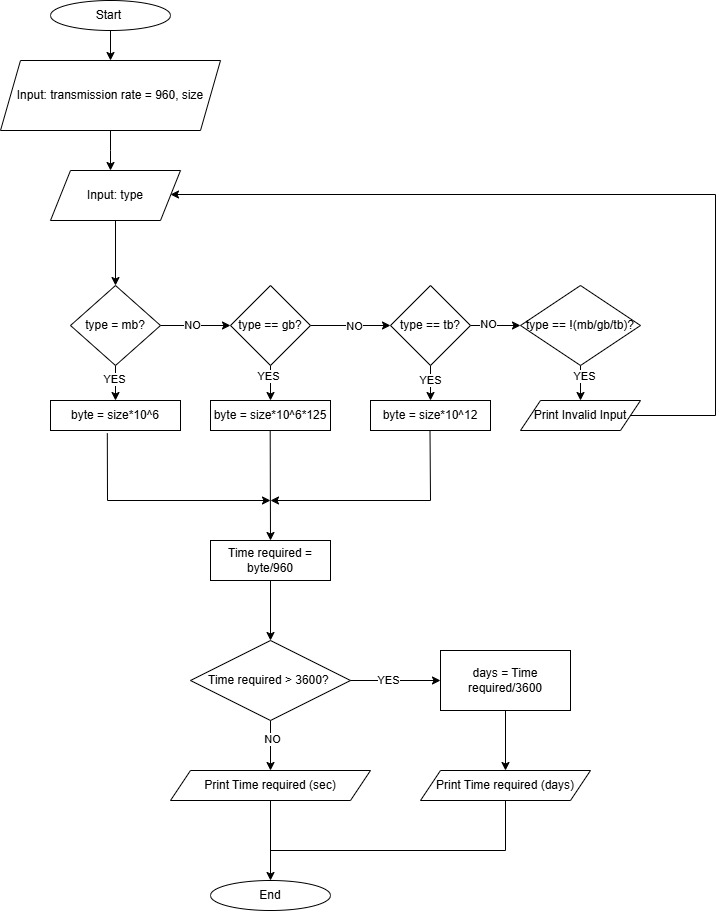 Start
Input: transmission rate = 960, size
Input: type
type = mb?
NO
type == gb?
NO
type == tb?
NO
type == !(mb/gb/tb)?
YES
YES
YES
YES
byte = size*10^6
byte = size*10^6*125
byte = size*10^12
Print Invalid Input
Time required =
byte/960
Time required > 3600?
YES
days = Time
required/3600
NO
Print Time required (sec)
Print Time required (days)
End